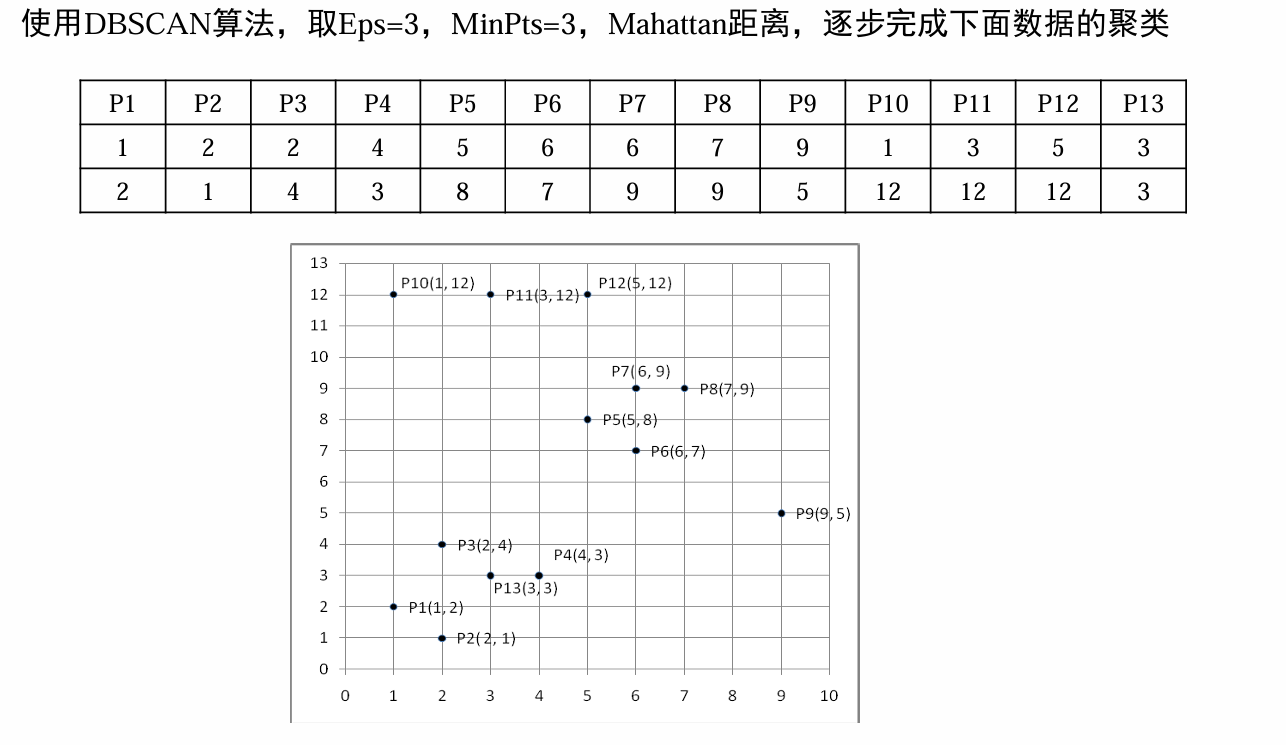 使用DBSCAN算法，取Eps=3，MinPts=3，Mahattan距离，逐步完成下面数据的聚类
P1 P2 P3 P4 P5 P6 P7 P8 P9 P10 P11 P12 P13
1 2 2 4 5 6 6 7 9 1 3 5 3
2 1 4 3 8 7 9 9 5 12 12 12 3
13
P10(1,12) P12(5,12)
12 P11(3,12)
11
10
P7(6,9)
9 P8(7,9)
8 P5(5,8)
7 P6(6,7)
6
5 P9(9,5)
4 P3(2,4) P4(4,3)
3
P13(3,3)
2 P1(1,2)
1 P2(2,1)
0
0 1 2 3 4 5 6 7 8 9 10